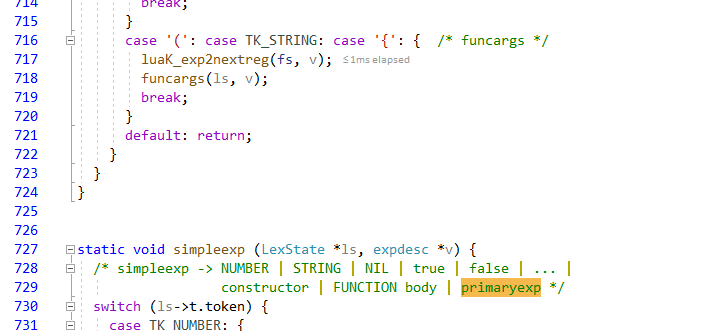 714 break;
715 }
716 case '(': case TK_STRING: case '{': { /* funcargs */
717 luaK_exp2nextreg(fs, v); ≤1ms elapsed
718 funcargs(ls, v);
719 break;
720 }
721 default: return;
722 }
723 }
724 }
725
726
727 static void simpleexp (LexState *ls, expdesc *v) {
728 /* simpleexp -> NUMBER | STRING | NIL | true | false | ... |
729 constructor | FUNCTION body | primaryexp */
730 switch (ls->t.token) {
731 case TK_NUMBER: {